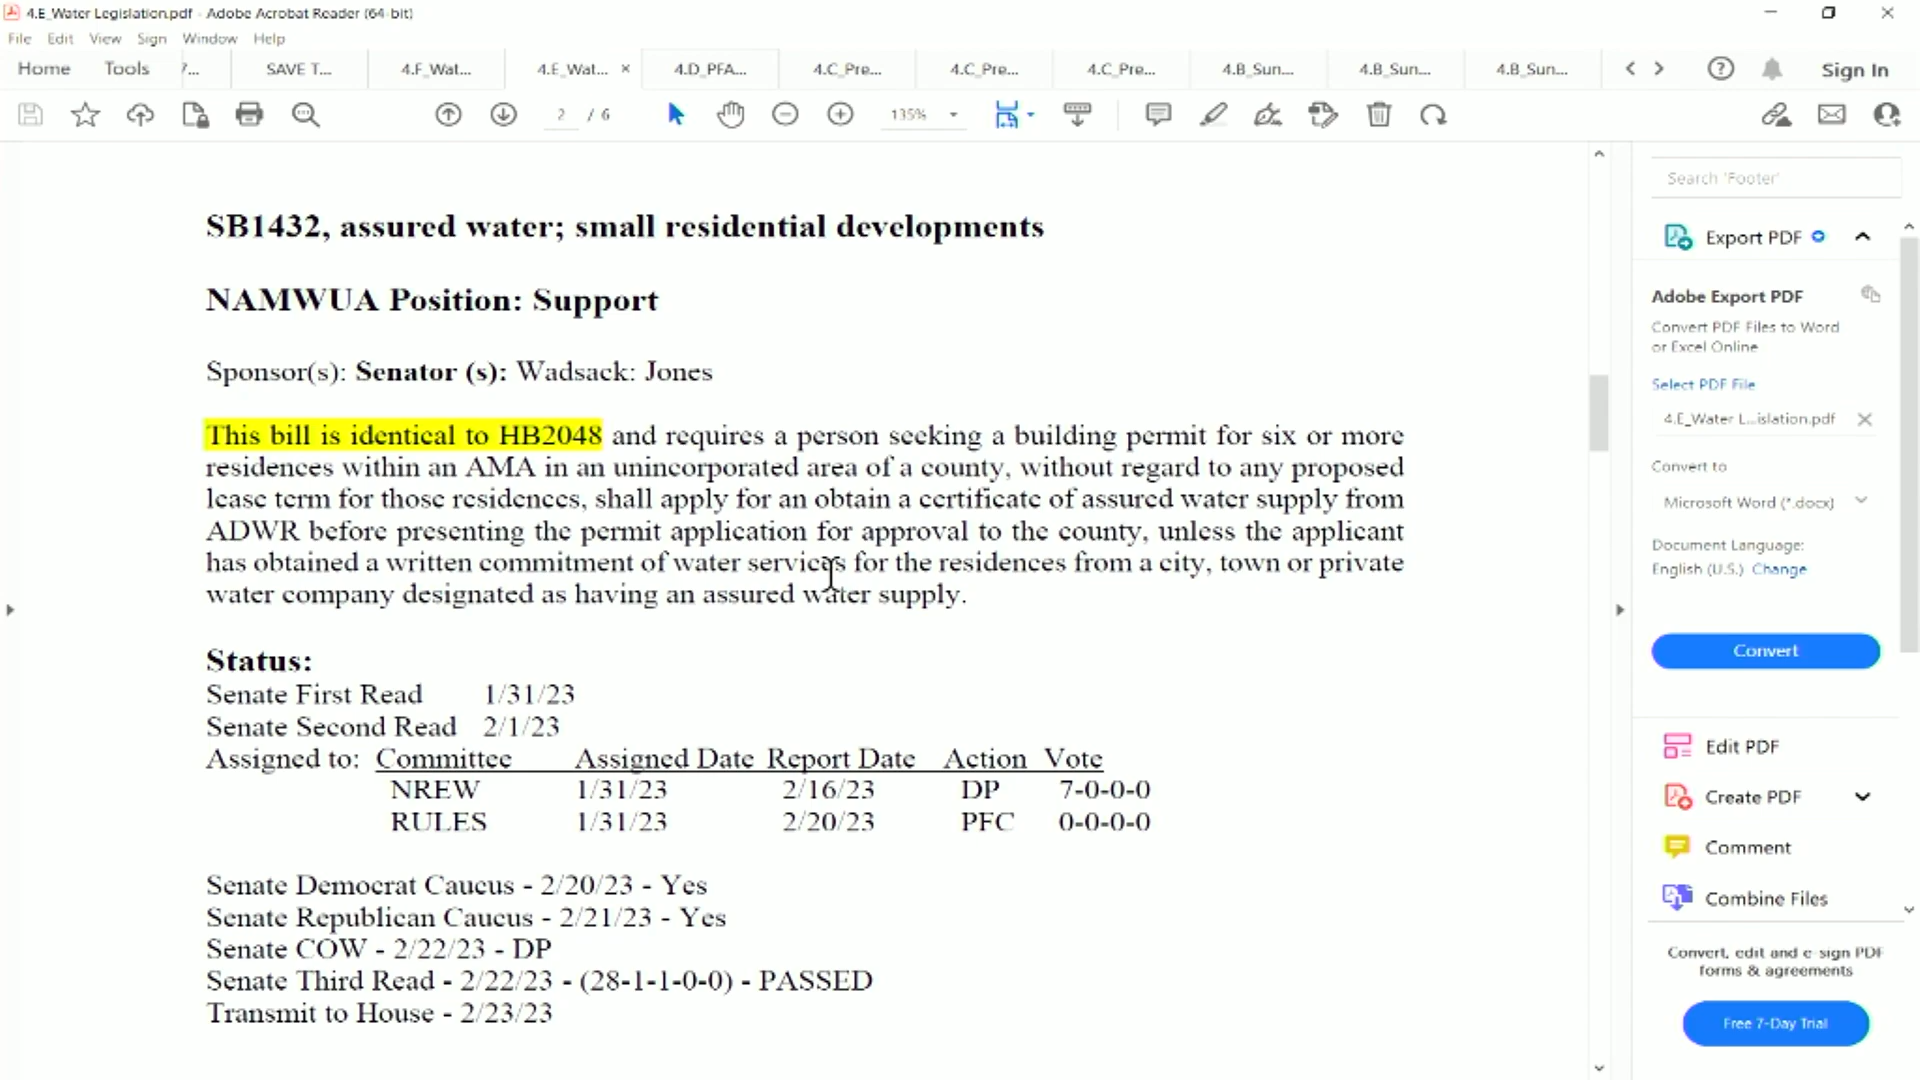 4.E_Water Legislation.pdf - Adobe Acrobat Reader (64-bit)
File Edit View Sign Window Help
Home Tools 7... SAVE T... 4.F_Wat... 4.E_Wat... × 4.D_PFA... 4.C_Pre... 4.C_Pre... 4.C_Pre... 4.B_Sun... 4.B_Sun... 4.B_Sun... Sign In
2 / 6 135%
SB1432, assured water; small residential developments
NAMWUA Position: Support
Sponsor(s): Senator (s): Wadsack: Jones
This bill is identical to HB2048 and requires a person seeking a building permit for six or more
residences within an AMA in an unincorporated area of a county, without regard to any proposed
lease term for those residences, shall apply for an obtain a certificate of assured water supply from
ADWR before presenting the permit application for approval to the county, unless the applicant
has obtained a written commitment of water services for the residences from a city, town or private
water company designated as having an assured water supply.
Status:
Senate First Read 1/31/23
Senate Second Read 2/1/23
Assigned to: Committee Assigned Date Report Date Action Vote
NREW 1/31/23 2/16/23 DP 7-0-0-0
RULES 1/31/23 2/20/23 PFC 0-0-0-0
Senate Democrat Caucus - 2/20/23 - Yes
Senate Republican Caucus - 2/21/23 - Yes
Senate COW - 2/22/23 - DP
Senate Third Read - 2/22/23 - (28-1-1-0-0) - PASSED
Transmit to House - 2/23/23
Search 'Footer'
Export PDF
Adobe Export PDF
Convert PDF Files to Word
or Excel Online
Select PDF File
4.E_Water L...islation.pdf
Convert to
Microsoft Word (*.docx)
Document Language:
English (U.S.) Change
Convert
Edit PDF
Create PDF
Comment
Combine Files
Convert, edit and e-sign PDF
forms & agreements
Free 7-Day Trial